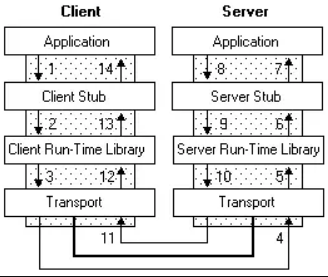 Client Server
Application Application
1 14 8 7
Client Stub Server Stub
2 13 9 6
Client Run-Time Library Server Run-Time Library
3 12 10 5
Transport Transport
11 4